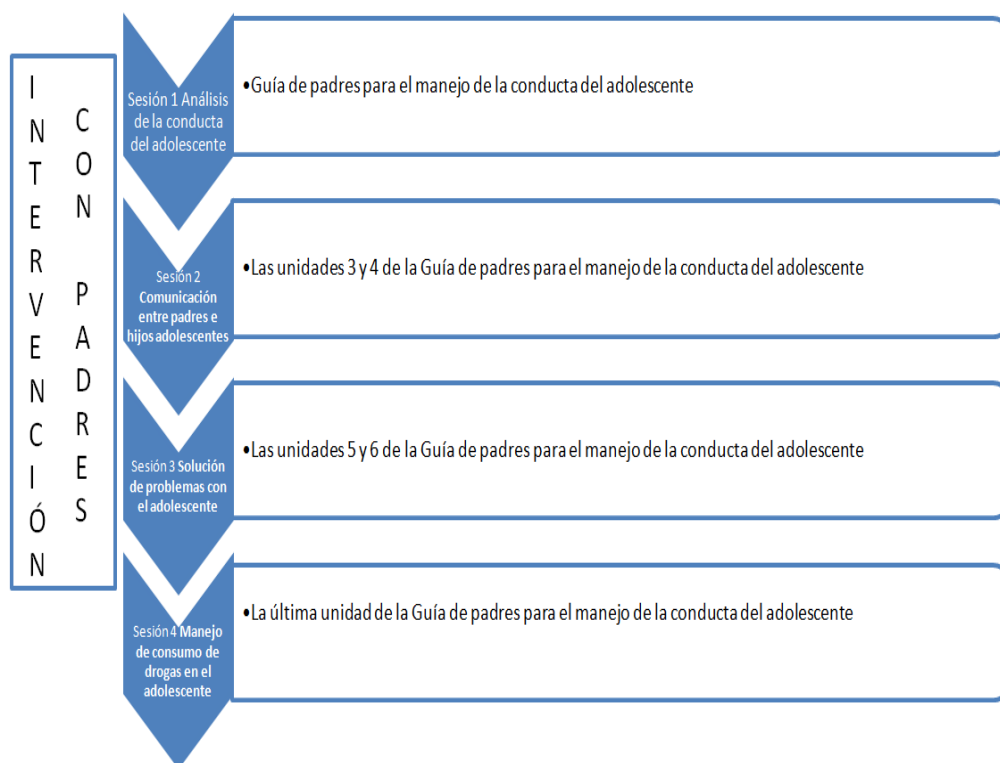 INTERVENCIÓN
CON PADRES
Sesión 1 Análisis
de la conducta
del adolescente
•Guía de padres para el manejo de la conducta del adolescente
Sesión 2
Comunicación
entre padres e
hijos adolescentes
•Las unidades 3 y 4 de la Guía de padres para el manejo de la conducta del adolescente
Sesión 3 Solución
de problemas con
el adolescente
•Las unidades 5 y 6 de la Guía de padres para el manejo de la conducta del adolescente
Sesión 4 Manejo
de consumo de
drogas en el
adolescente
•La última unidad de la Guía de padres para el manejo de la conducta del adolescente